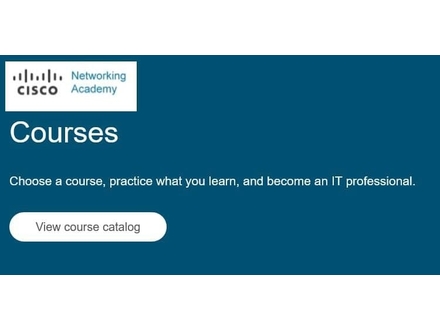 CISCO
Networking
Academy
Courses
Choose a course, practice what you learn, and become an IT professional.
View course catalog